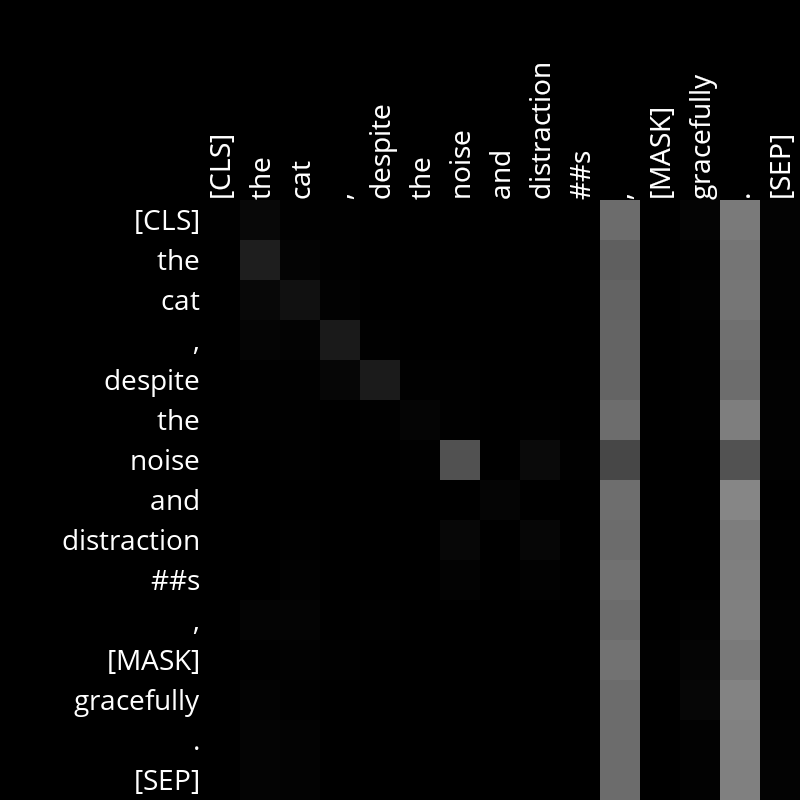 [CLS]
the
cat
,
despite
the
noise
and
distraction
##s
,
[MASK]
gracefully
.
[SEP]
[CLS]
the
cat
,
despite
the
noise
and
distraction
##s
,
[MASK]
gracefully
.
[SEP]